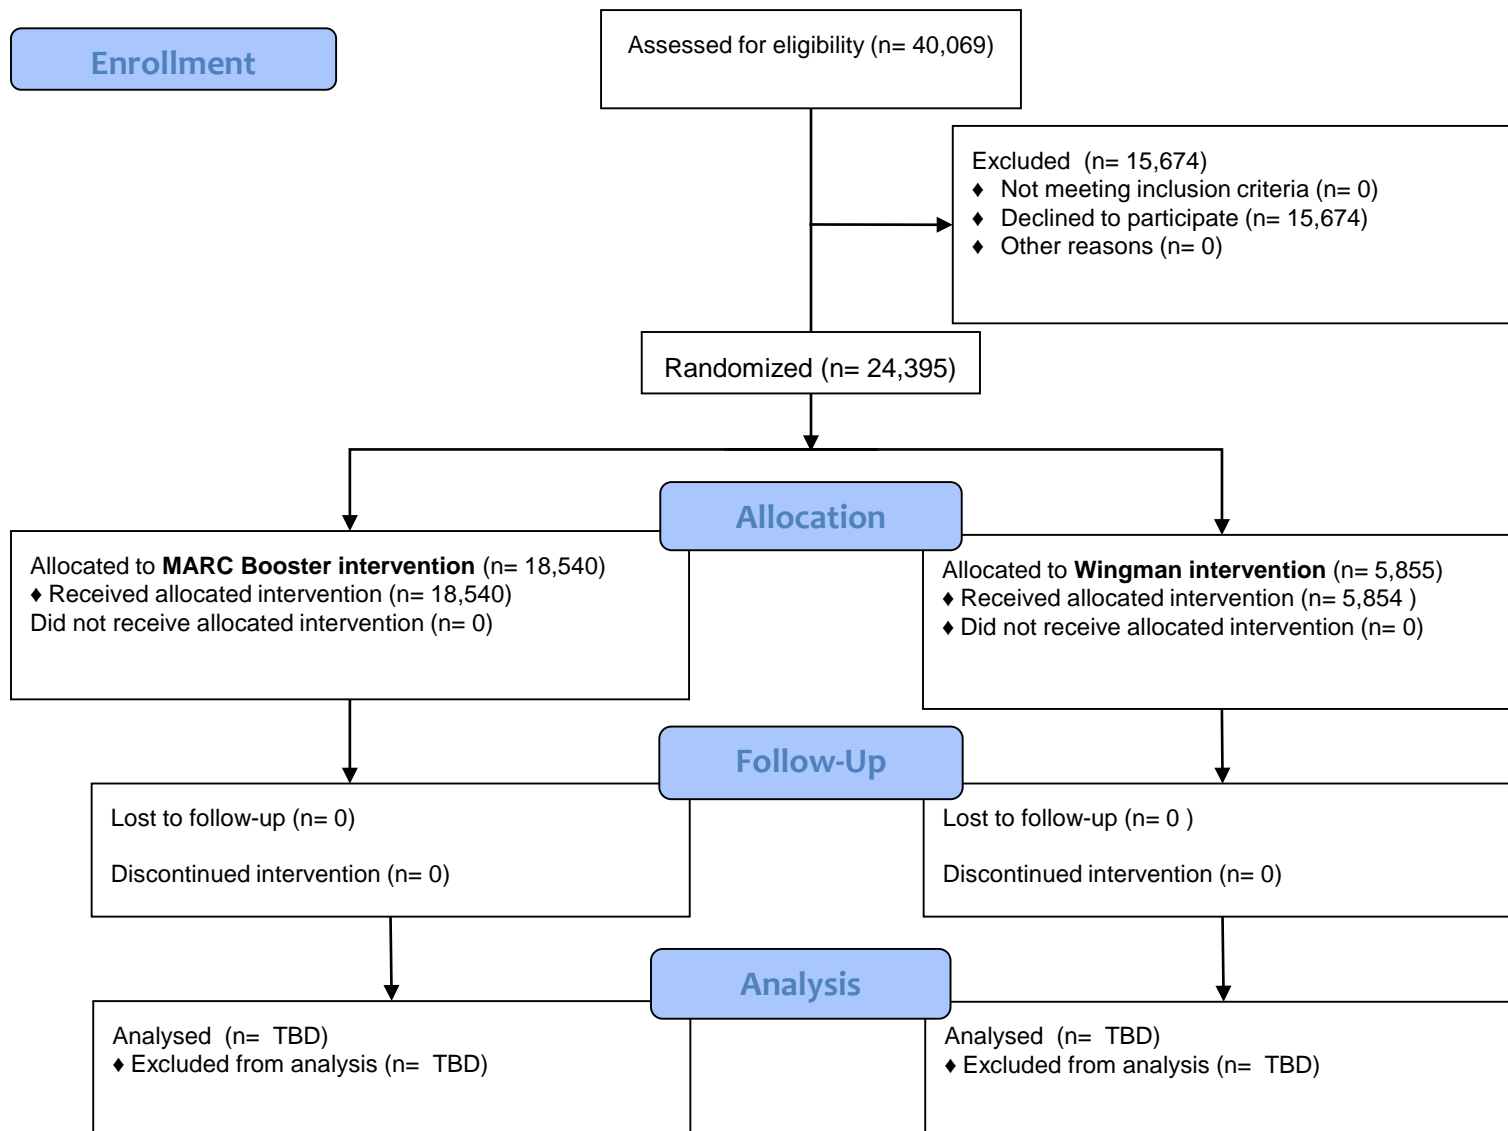 Enrollment
Assessed for eligibility (n= 40,069)
Excluded  (n= 15,674)
♦ Not meeting inclusion criteria (n= 0)
♦ Declined to participate (n= 15,674)
♦ Other reasons (n= 0)
Randomized (n= 24,395)
Allocation
Allocated to MARC Booster intervention (n= 18,540)
♦ Received allocated intervention (n= 18,540)
Did not receive allocated intervention (n= 0)
Allocated to Wingman intervention (n= 5,855)
♦ Received allocated intervention (n= 5,854 )
♦ Did not receive allocated intervention (n= 0)
Follow-Up
Lost to follow-up (n= 0)
Discontinued intervention (n= 0)
Lost to follow-up (n= 0 )
Discontinued intervention (n= 0)
Analysis
Analysed  (n=  TBD)
♦ Excluded from analysis (n=  TBD)
Analysed  (n=  TBD)
♦ Excluded from analysis (n=  TBD)